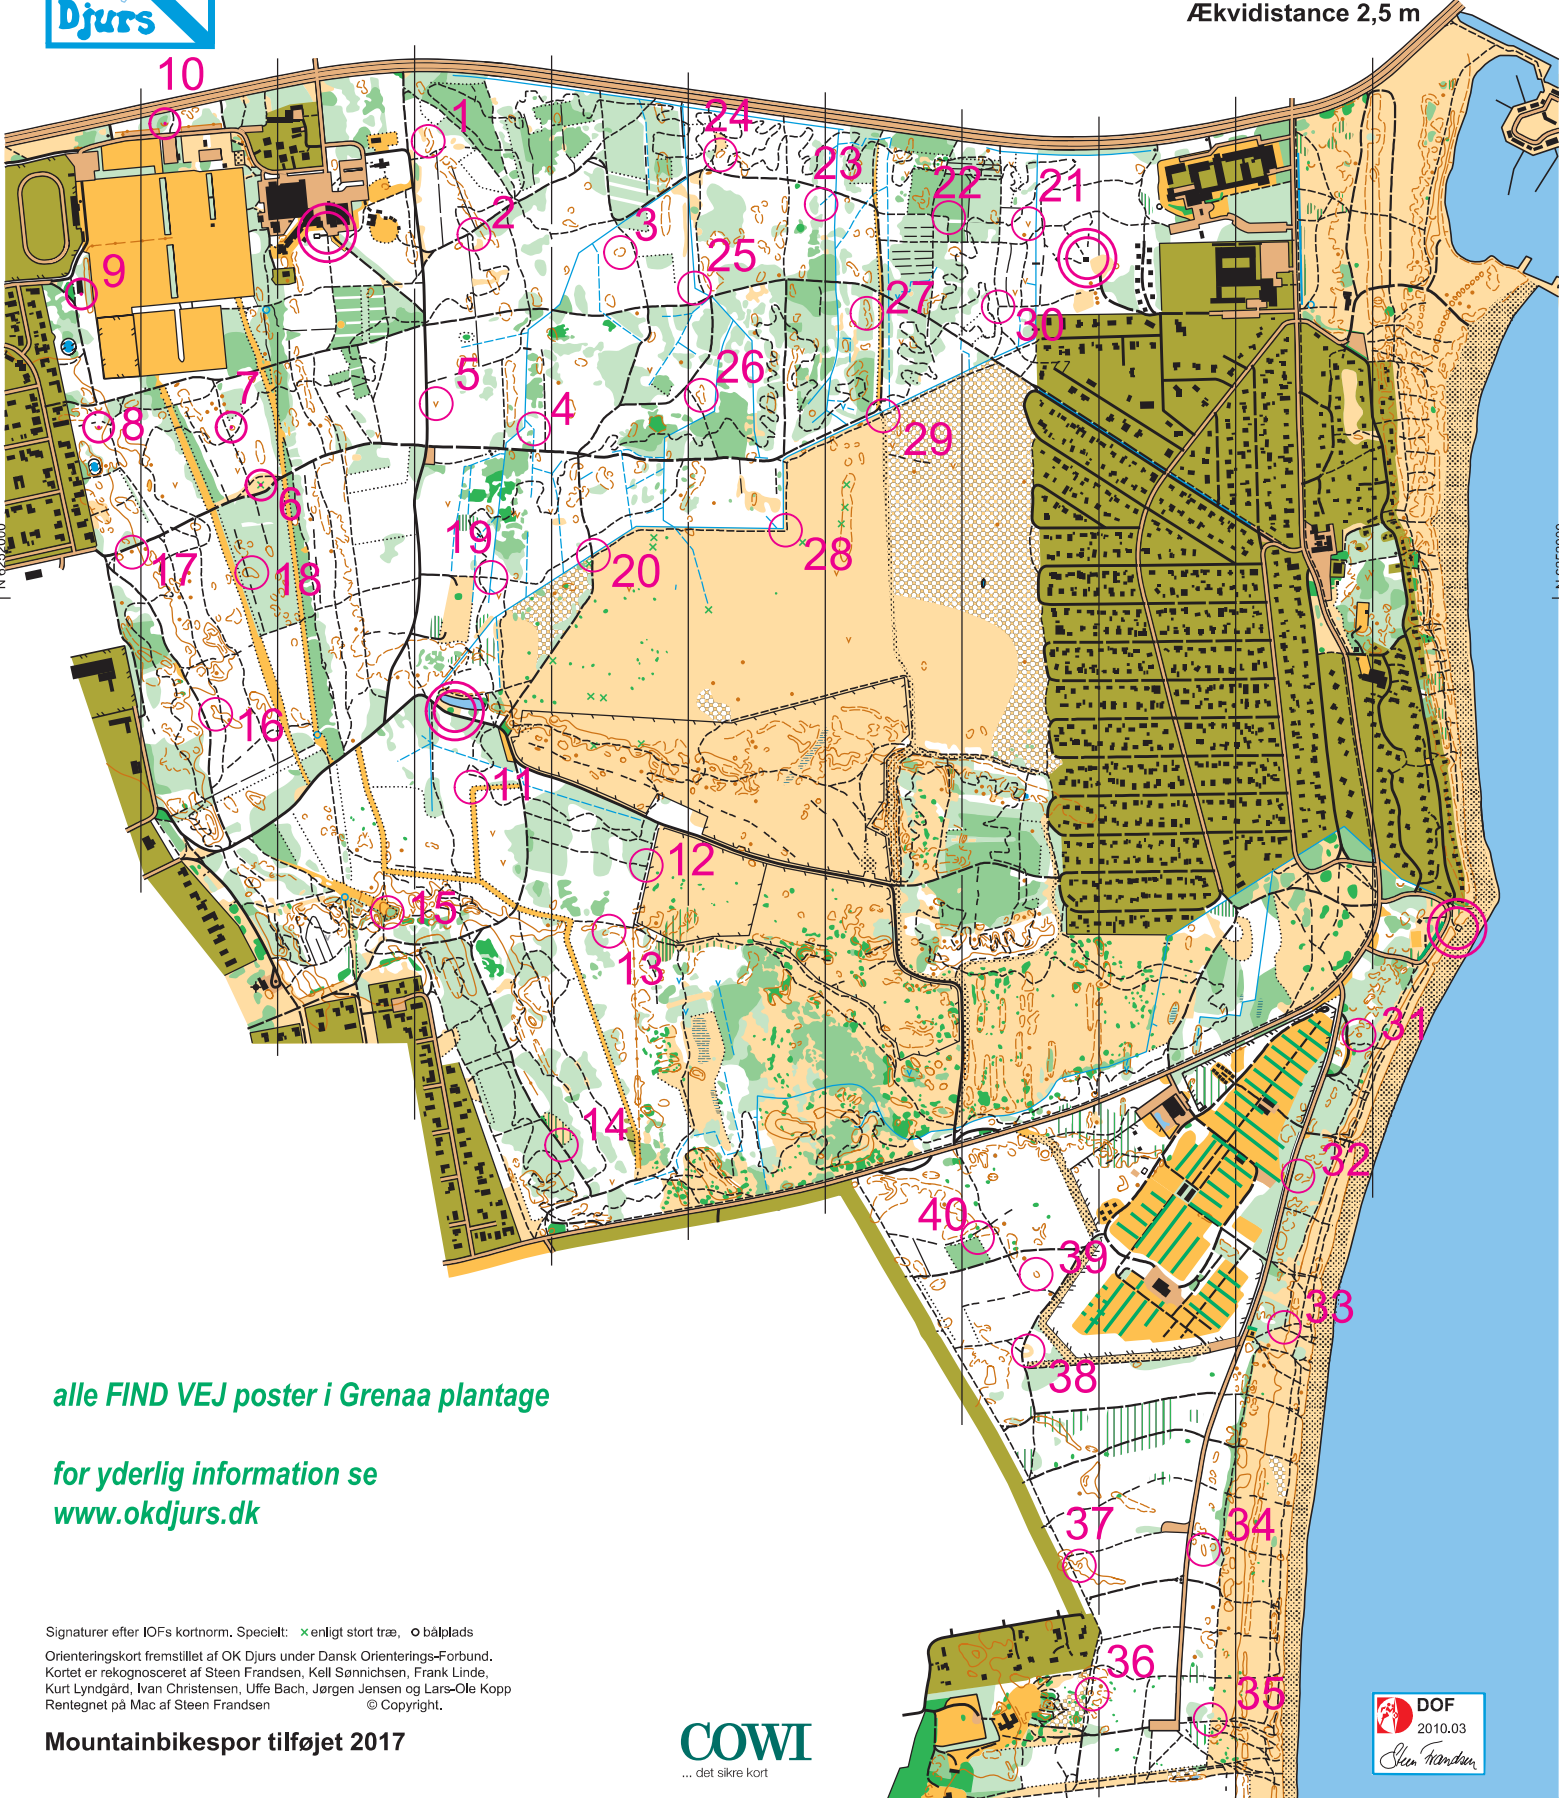 Djurs
Ækvidistance 2,5 m
10
1
24
23
22
21
2
3
25
9
27
30
5
26
7
4
8
29
6
19
17
18
20
28
16
11
12
15
13
31
14
32
40
39
33
38
alle FIND VEJ poster i Grenaa plantage
for yderlig information se
www.okdjurs.dk
37
34
36
35
Signaturer efter IOFs kortnorm. Specielt: × enligt stort træ, o bålplads
Orienteringskort fremstillet af OK Djurs under Dansk Orienterings-Forbund.
Kortet er rekognosceret af Steen Frandsen, Kell Sønnichsen, Frank Linde,
Kurt Lyndgård, Ivan Christensen, Uffe Bach, Jørgen Jensen og Lars-Ole Kopp
Rentegnet på Mac af Steen Frandsen © Copyright.
Mountainbikespor tilføjet 2017
COWI
... det sikre kort
DOF
2010.03
Steen Frandsen